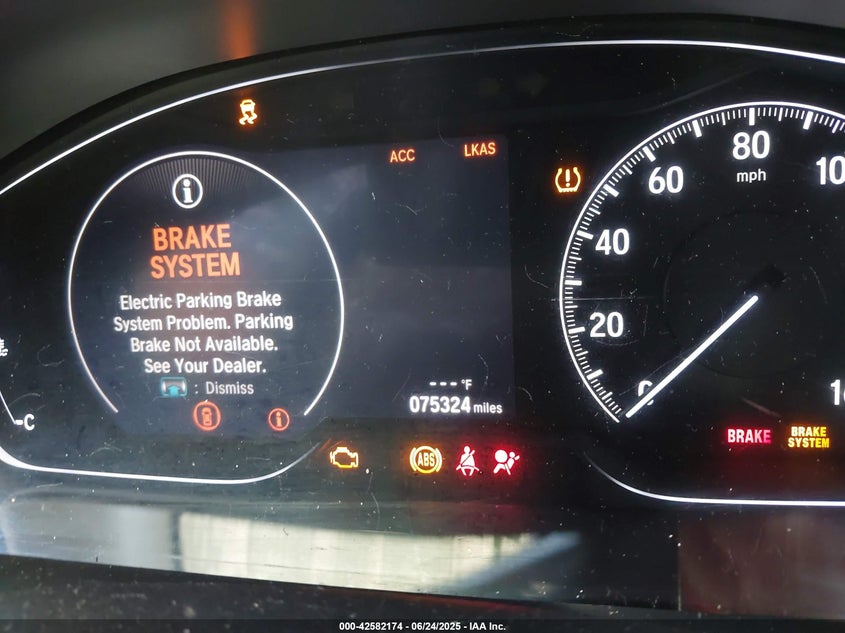 ACC
LKAS
BRAKE
SYSTEM
Electric Parking Brake
System Problem. Parking
Brake Not Available.
See Your Dealer.
: Dismiss
---°F
075324 miles
C
ABS
80
mph
60
40
20
BRAKE
BRAKE
SYSTEM
000-42582174 - 06/24/2025 - IAA Inc.